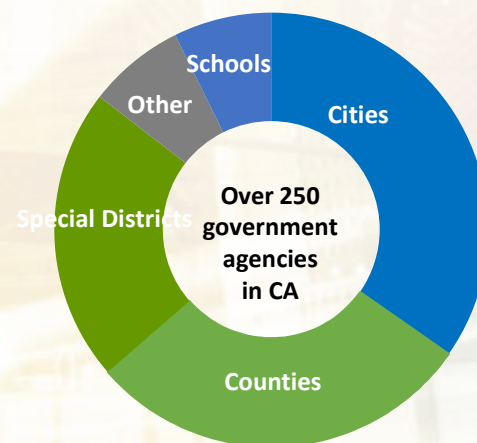 Schools
Other
Cities
Special Districts
Over 250
government
agencies
in CA
Counties